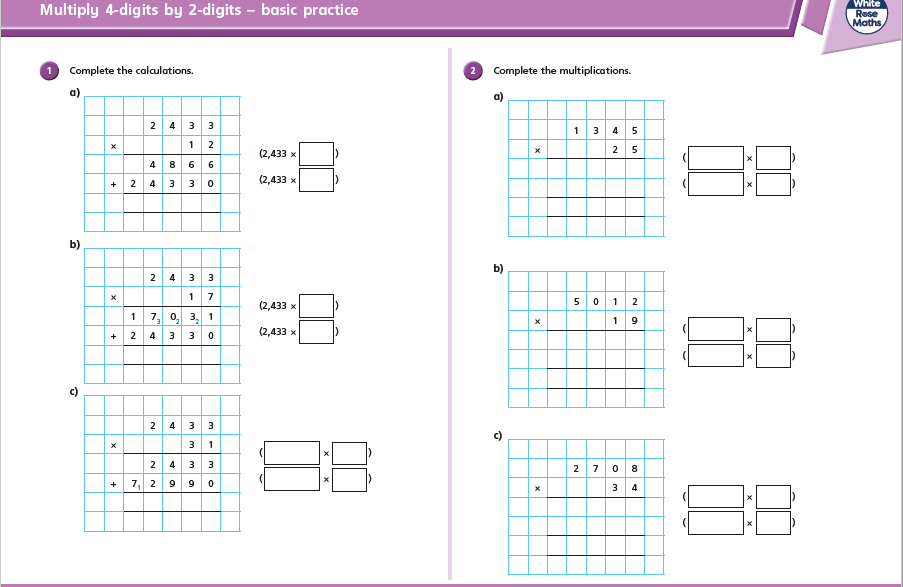 Multiply 4-digits by 2-digits – basic practice
White
Rose
Maths
1 Complete the calculations.
a)
2 4 3 3
× 1 2
4 8 6 6 (2,433 × )
+ 2 4 3 3 0 (2,433 × )
b)
2 4 3 3
× 1 7 (2,433 × )
1 7 3 0 2 3 2 1
+ 2 4 3 3 0 (2,433 × )
c)
2 4 3 3
× 3 1 ( × )
2 4 3 3
+ 7 1 2 9 9 0 ( × )
2 Complete the multiplications.
a)
1 3 4 5
× 2 5 ( × )
( × )
b)
5 0 1 2
× 1 9 ( × )
( × )
c)
2 7 0 8
× 3 4 ( × )
( × )